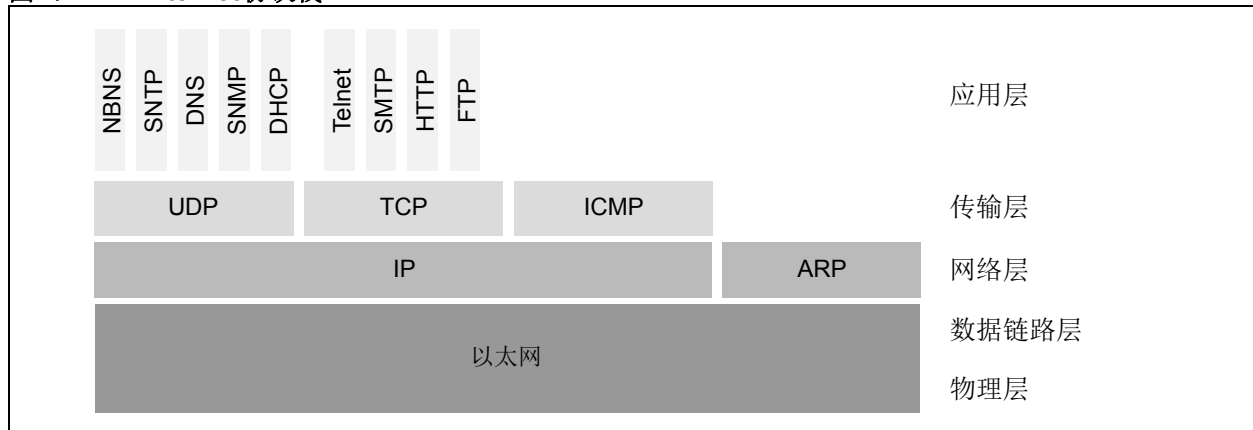 NBNS
SNTP
DNS
SNMP
DHCP
Telnet
SMTP
HTTP
FTP
应用层
UDP
TCP
ICMP
传输层
IP
ARP
网络层
以太网
数据链路层
物理层